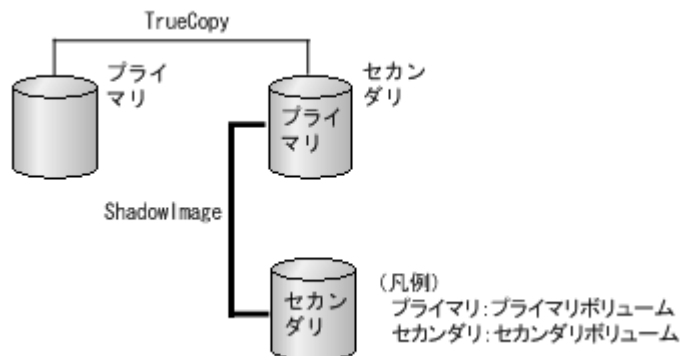 TrueCopy
プライ
マリ
セカン
ダリ
プライ
マリ
ShadowImage
セカン
ダリ
(凡例)
プライマリ:プライマリボリューム
セカンダリ:セカンダリボリューム